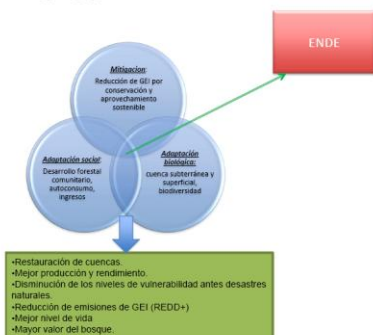 ENDE
Mitigacion:
Reducción de GEI por
conservación y
aprovechamiento
sostenible
Adaptación social:
Desarrollo forestal
comunitario,
autoconsumo,
ingresos
Adaptación
biológica:
cuenca subterránea y
superficial,
biodiversidad
•Restauración de cuencas.
•Mejor producción y rendimiento.
•Disminución de los niveles de vulnerabilidad antes desastres
naturales.
•Reducción de emisiones de GEI (REDD+)
•Mejor nivel de vida
•Mayor valor del bosque.